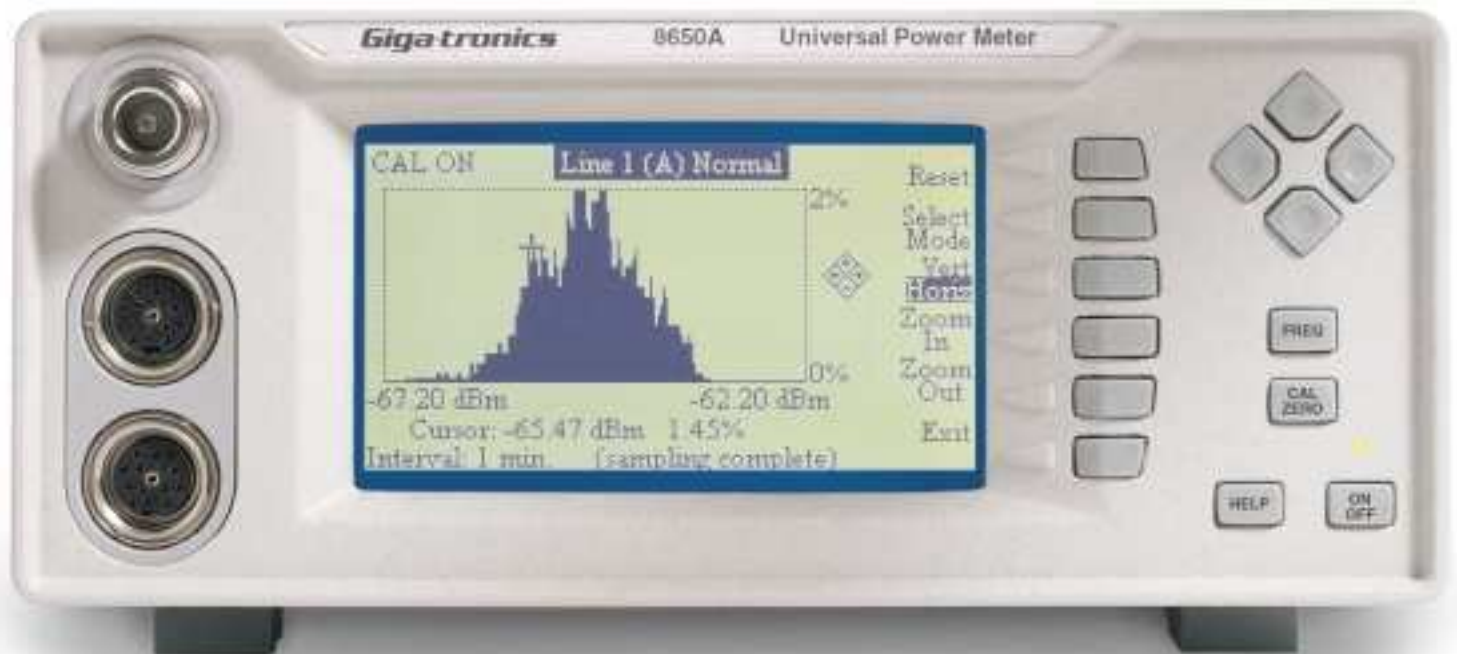 Giga-tronics 8650A Universal Power Meter
CAL ON Line 1 (A) Normal
Reset
2%
Select
Mode
Vert
Horiz
Zoom
In
0%
Zoom
Out
-67.20 dBm -62.20 dBm
Cursor: -65.47 dBm 1.45%
Exit
Interval: 1 min. (sampling complete)
FREQ
CAL
ZERO
HELP
ON
OFF